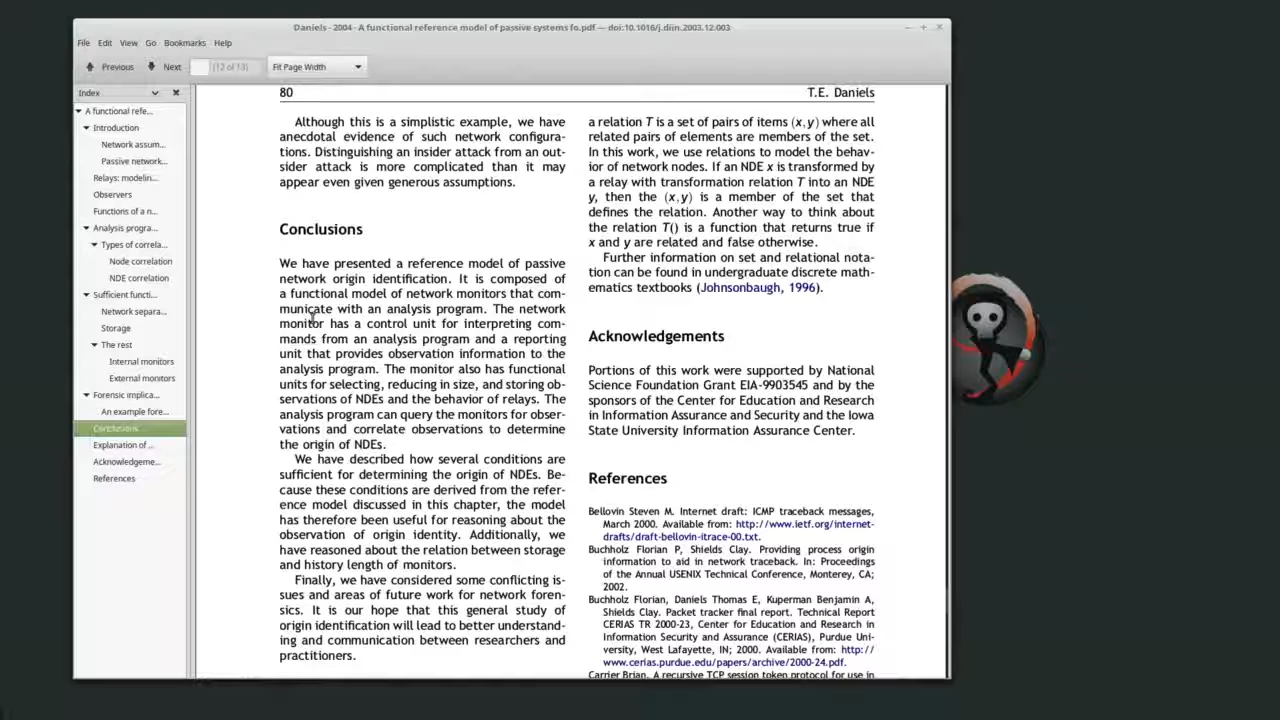 Daniels - 2004 - A functional reference model of passive systems fo.pdf — doi:10.1016/j.diin.2003.12.003
File Edit View Go Bookmarks Help
Previous Next (12 of 13) Fit Page Width
Index
A functional refe...
Introduction
Network assum...
Passive network...
Relays: modelin...
Observers
Functions of a n...
Analysis progra...
Types of correla...
Node correlation
NDE correlation
Sufficient functi...
Network separa...
Storage
The rest
Internal monitors
External monitors
Forensic implica...
An example fore...
Conclusions
Explanation of ...
Acknowledgeme...
References
80
T.E. Daniels
Although this is a simplistic example, we have
anecdotal evidence of such network configura-
tions. Distinguishing an insider attack from an out-
sider attack is more complicated than it may
appear even given generous assumptions.
Conclusions
We have presented a reference model of passive
network origin identification. It is composed of
a functional model of network monitors that com-
municate with an analysis program. The network
monitor has a control unit for interpreting com-
mands from an analysis program and a reporting
unit that provides observation information to the
analysis program. The monitor also has functional
units for selecting, reducing in size, and storing ob-
servations of NDEs and the behavior of relays. The
analysis program can query the monitors for obser-
vations and correlate observations to determine
the origin of NDEs.
We have described how several conditions are
sufficient for determining the origin of NDEs. Be-
cause these conditions are derived from the refer-
ence model discussed in this chapter, the model
has therefore been useful for reasoning about the
observation of origin identity. Additionally, we
have reasoned about the relation between storage
and history length of monitors.
Finally, we have considered some conflicting is-
sues and areas of future work for network foren-
sics. It is our hope that this general study of
origin identification will lead to better understand-
ing and communication between researchers and
practitioners.
a relation T is a set of pairs of items (x,y) where all
related pairs of elements are members of the set.
In this work, we use relations to model the behav-
ior of network nodes. If an NDE x is transformed by
a relay with transformation relation T into an NDE
y, then the (x,y) is a member of the set that
defines the relation. Another way to think about
the relation T() is a function that returns true if
x and y are related and false otherwise.
Further information on set and relational nota-
tion can be found in undergraduate discrete math-
ematics textbooks (Johnsonbaugh, 1996).
Acknowledgements
Portions of this work were supported by National
Science Foundation Grant EIA-9903545 and by the
sponsors of the Center for Education and Research
in Information Assurance and Security and the Iowa
State University Information Assurance Center.
References
Bellovin Steven M. Internet draft: ICMP traceback messages,
March 2000. Available from: http://www.ietf.org/internet-
drafts/draft-bellovin-itrace-00.txt.
Buchholz Florian P, Shields Clay. Providing process origin
information to aid in network traceback. In: Proceedings
of the Annual USENIX Technical Conference, Monterey, CA;
2002.
Buchholz Florian, Daniels Thomas E, Kuperman Benjamin A,
Shields Clay. Packet tracker final report. Technical Report
CERIAS TR 2000-23, Center for Education and Research in
Information Security and Assurance (CERIAS), Purdue Uni-
versity, West Lafayette, IN; 2000. Available from: http://
www.cerias.purdue.edu/papers/archive/2000-24.pdf.
Carrier Brian. A recursive TCP session token protocol for use in